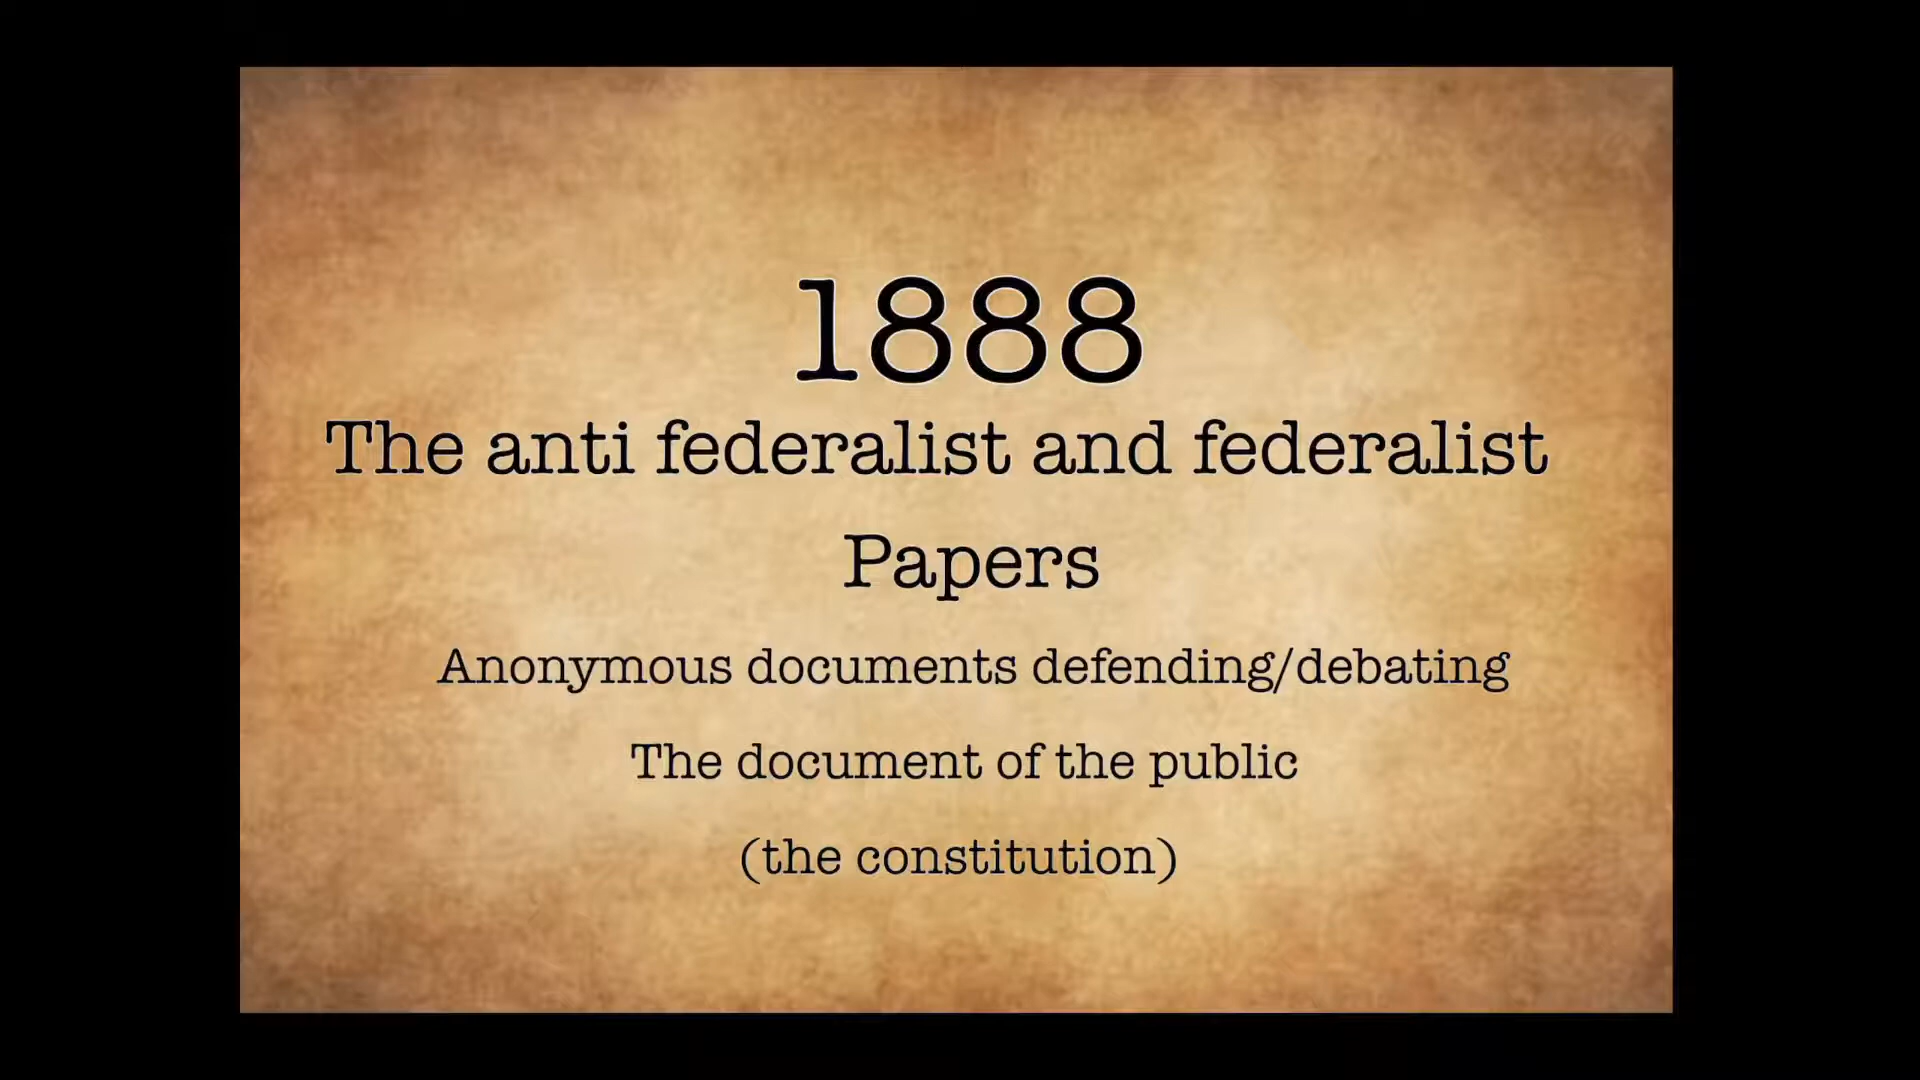 1888
The anti federalist and federalist
Papers
Anonymous documents defending/debating
The document of the public
(the constitution)